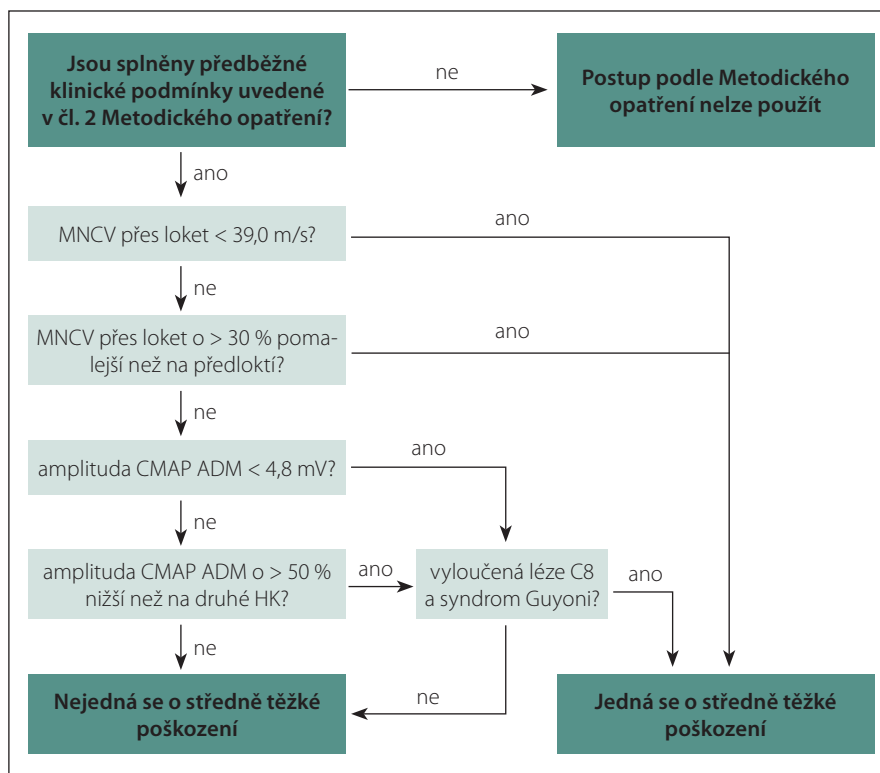 Jsou splněny předběžné
klinické podmínky uvedené
v čl. 2 Metodického opatření?
ne
Postup podle Metodického
opatření nelze použít
ano
MNCV přes loket < 39,0 m/s?
ano
ne
MNCV přes loket o > 30 % poma-
lejší než na předloktí?
ano
ne
amplituda CMAP ADM < 4,8 mV?
ano
ne
amplituda CMAP ADM o > 50 %
nižší než na druhé HK?
ano
vyloučená léze C8
a syndrom Guyoni?
ano
ne
Nejedná se o středně těžké
poškození
ne
Jedná se o středně těžké
poškození